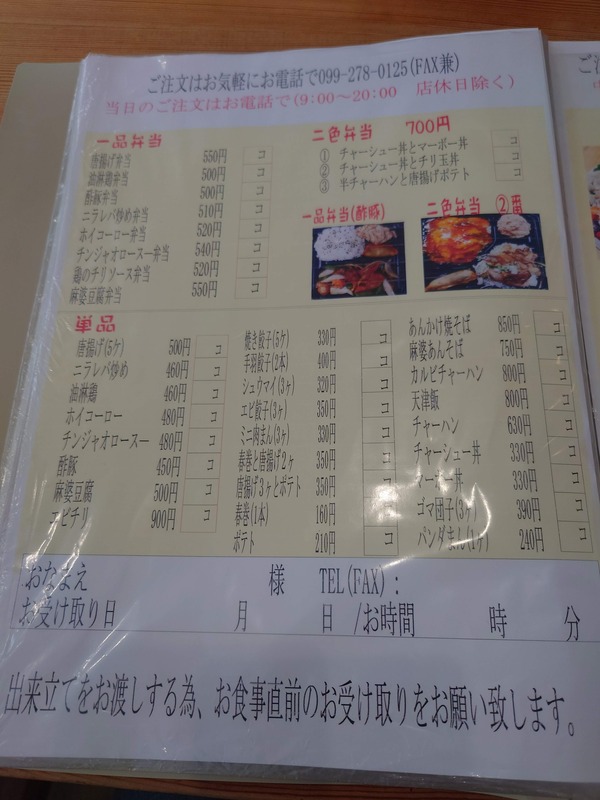 ご注文はお気軽にお電話で099-278-0125(FAX兼)
当日のご注文はお電話で(9:00～20:00 店休日除く)
一品弁当
唐揚げ弁当 550円 コ
油麻鶏弁当 500円 コ
酢豚弁当 500円 コ
ニラレバ炒め弁当 510円 コ
ホイコーロー弁当 520円 コ
チンジャオロースー弁当 540円 コ
鶏のチリソース弁当 520円 コ
麻婆豆腐弁当 550円
二色弁当 700円
① チャーシュー丼とマーボー丼 コ
② チャーシュー丼とチリ玉丼 コ
③ 半チャーハンと唐揚げポテト コ
一品弁当(酢豚)
二色弁当 ②番
単品
唐揚げ(5ケ) 500円 コ
ニラレバ炒め 460円 コ
油麻鶏 460円 コ
ホイコーロー 480円 コ
チンジャオロースー 480円 コ
酢豚 450円 コ
麻婆豆腐 500円 コ
エビチリ 900円 コ
焼き餃子(5ケ) 330円 コ
手羽餃子(2本) 400円 コ
シュウマイ(3ヶ) 320円 コ
エビ餃子(3ヶ) 350円 コ
ミニ肉まん(3ヶ) 330円 コ
春巻と唐揚げ2ヶ 350円 コ
唐揚げ3ヶとポテト 350円 コ
春巻(1本) 160円 コ
ポテト 210円 コ
あんかけ焼そば 850円 コ
麻婆あんそば 750円 コ
カルビチャーハン 800円 コ
天津飯 800円 コ
チャーハン 630円 コ
チャーシュー丼 330円 コ
マーボー丼 330円 コ
ゴマ団子(3ヶ) 390円 コ
パンダまん(1ヶ) 240円 コ
おなまえ 様 TEL(FAX):
お受け取り日 月 日 /お時間 時 分
出来立てをお渡しする為、お食事直前のお受け取りをお願い致します。